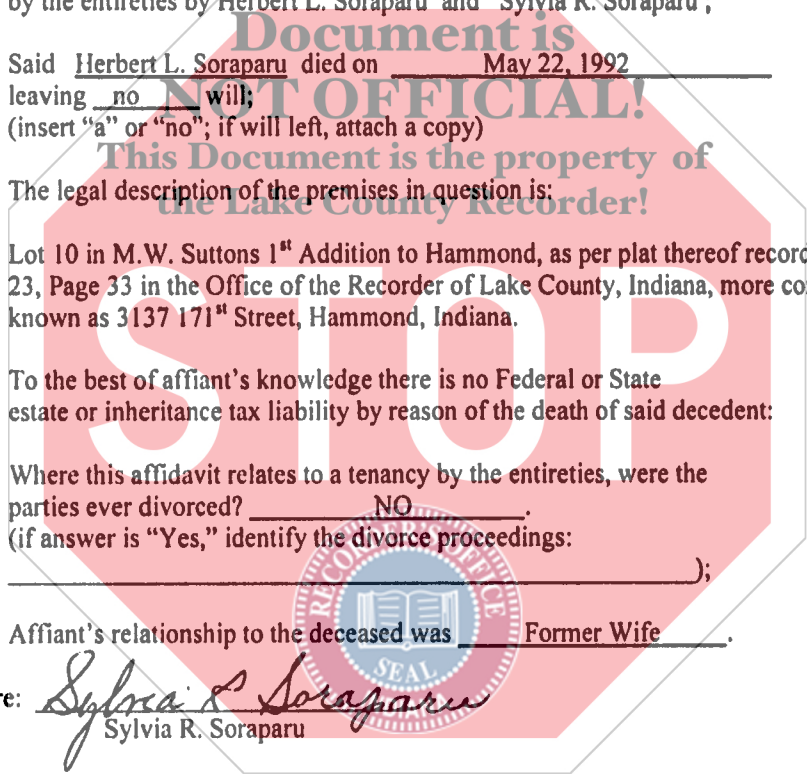 by the entireties by Herbert L. Soraparu and Sylvia R. Soraparu,
Document is
Said Herbert L. Soraparu died on May 22, 1992
leaving no will;
NOT OFFICIAL!
(insert "a" or "no"; if will left, attach a copy)
This Document is the property of
The legal description of the premises in question is:
the Lake County Recorder!
Lot 10 in M.W. Suttons 1st Addition to Hammond, as per plat thereof record
23, Page 33 in the Office of the Recorder of Lake County, Indiana, more co
known as 3137 171st Street, Hammond, Indiana.
STOP
To the best of affiant's knowledge there is no Federal or State
estate or inheritance tax liability by reason of the death of said decedent:
Where this affidavit relates to a tenancy by the entireties, were the
parties ever divorced? NO.
(if answer is "Yes," identify the divorce proceedings:
);
RECORDER'S OFFICE
Affiant's relationship to the deceased was Former Wife.
SEAL
INDIANA
re: Sylvia R Soraparu
Sylvia R. Soraparu